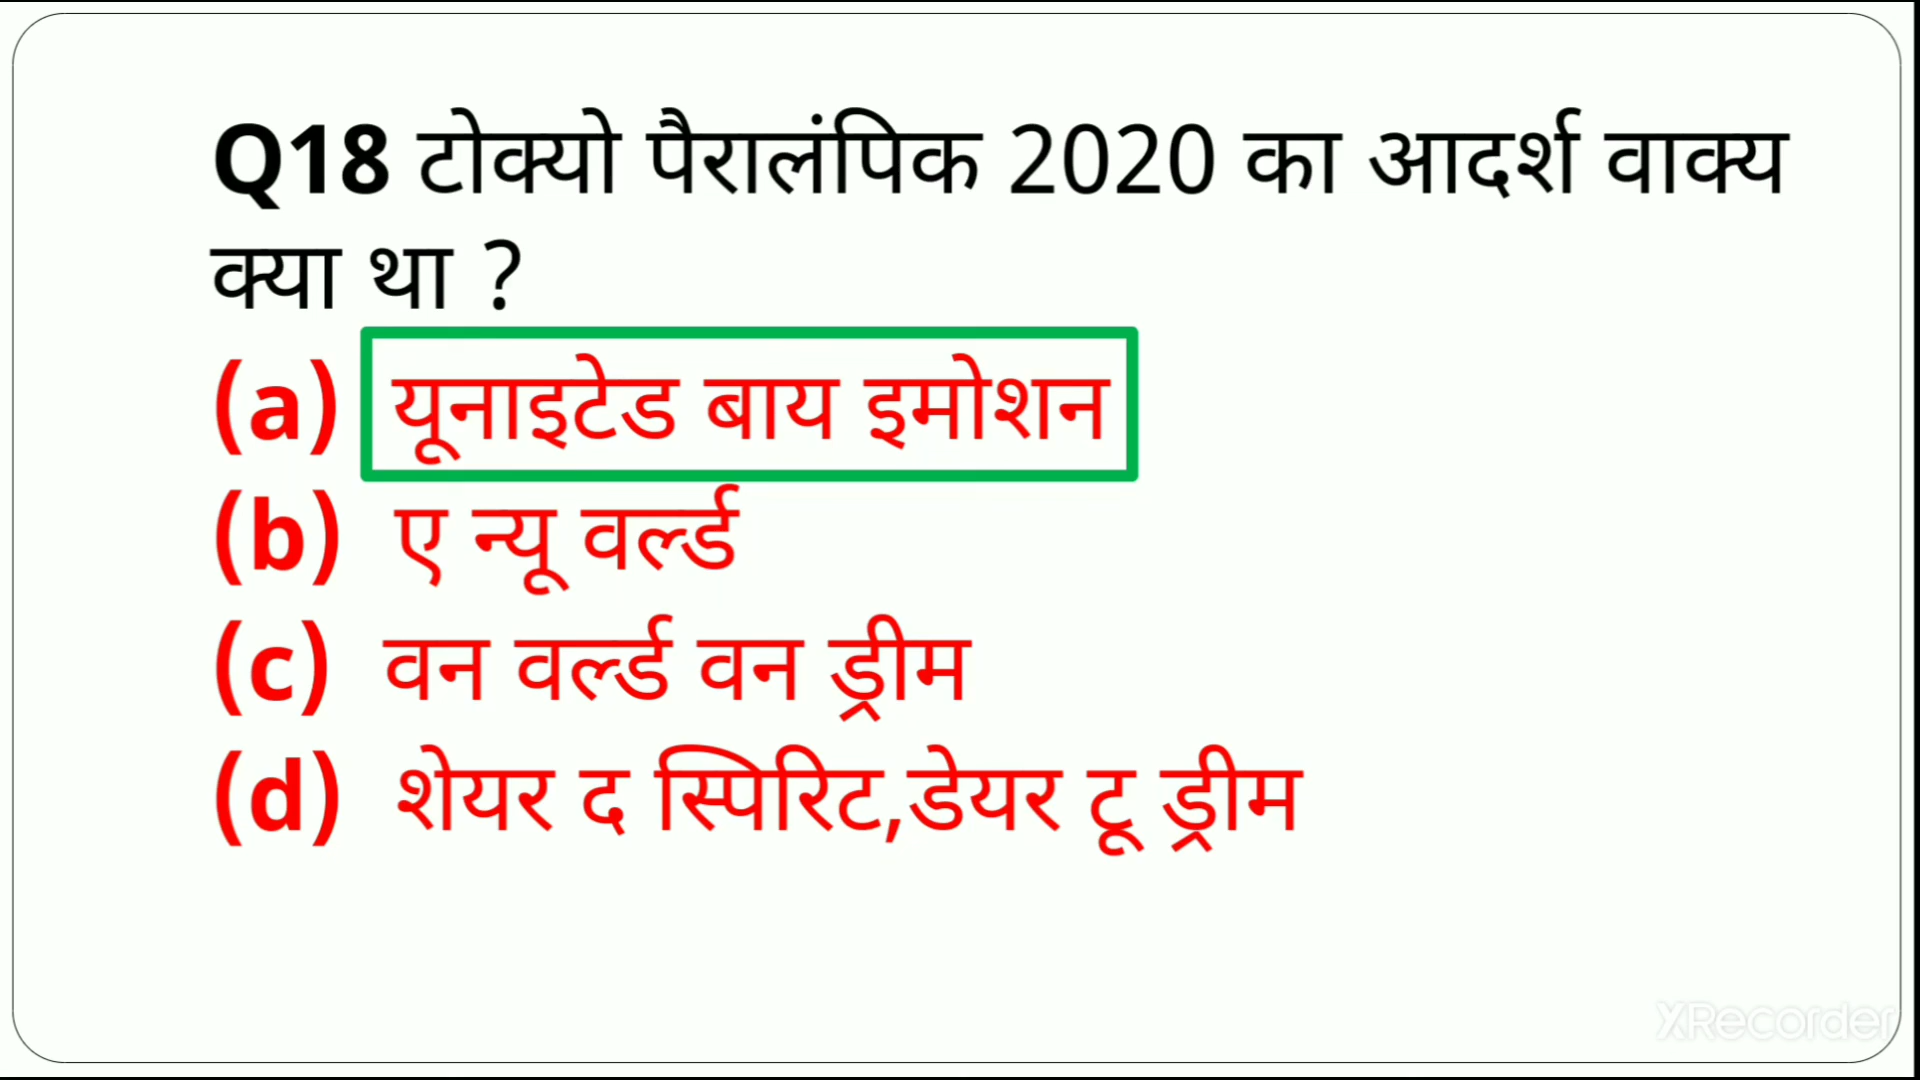 Q18 टोक्यो पैरालंपिक 2020 का आदर्श वाक्य
क्या था ?
(a) यूनाइटेड बाय इमोशन
(b) ए न्यू वर्ल्ड
(c) वन वर्ल्ड वन ड्रीम
(d) शेयर द स्पिरिट,डेयर टू ड्रीम
XRecorder